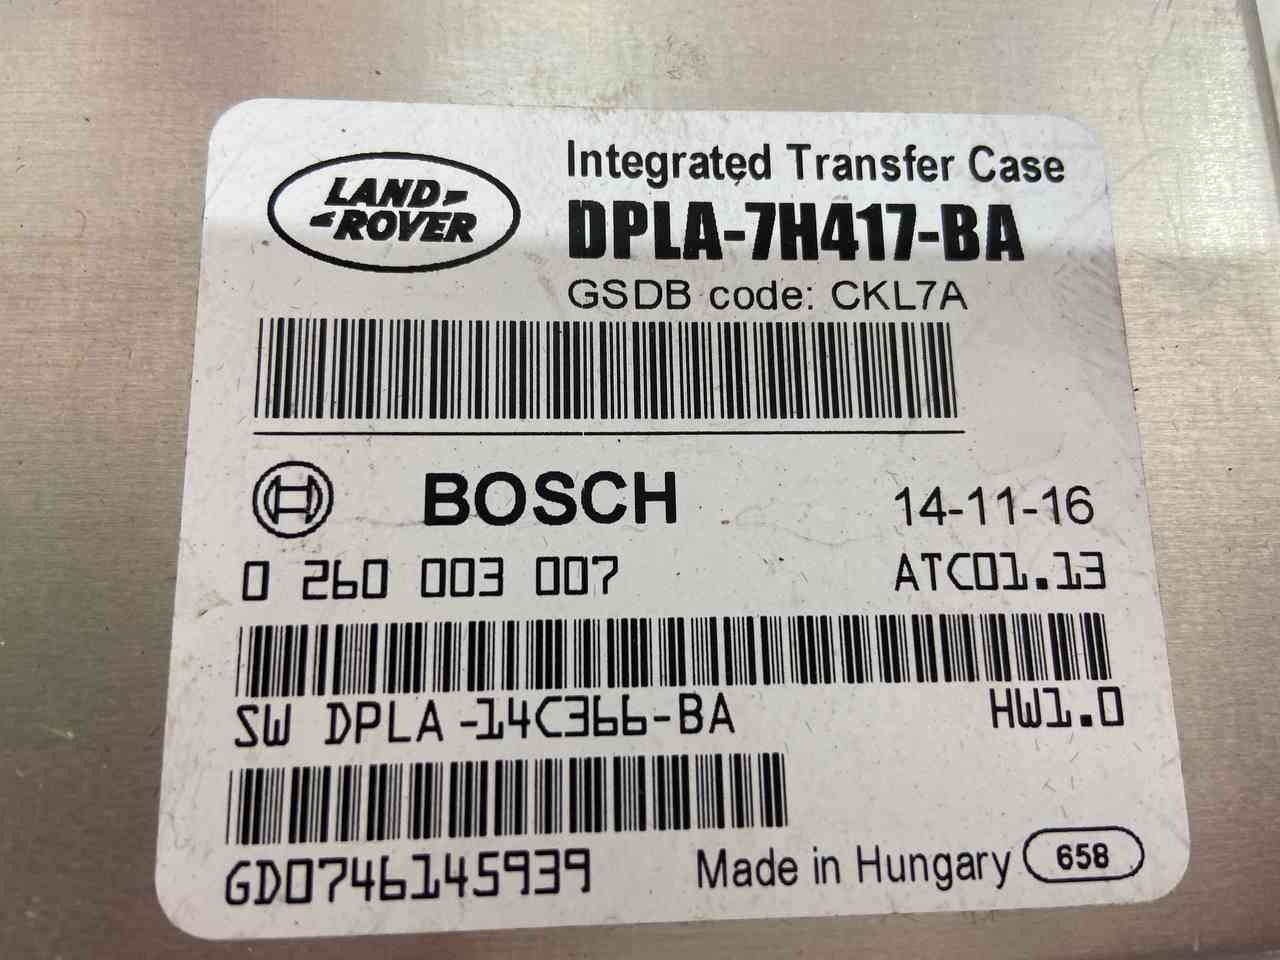 LAND ROVER
Integrated Transfer Case
DPLA-7H417-BA
GSDB code: CKL7A
BOSCH
14-11-16
0 260 003 007
ATC01.13
SW DPLA-14C366-BA
HW1.0
GD0746145939
Made in Hungary 658